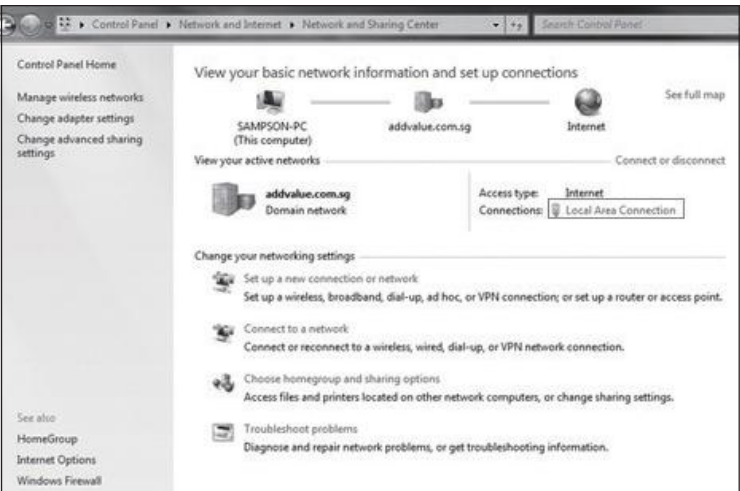 Control Panel ▸ Network and Internet ▸ Network and Sharing Center
Search Control Panel
Control Panel Home
Manage wireless networks
Change adapter settings
Change advanced sharing
settings
See also
HomeGroup
Internet Options
Windows Firewall
View your basic network information and set up connections
See full map
SAMPSON-PC
(This computer)
addvalue.com.sg
Internet
View your active networks
Connect or disconnect
addvalue.com.sg
Domain network
Access type: Internet
Connections: Local Area Connection
Change your networking settings
Set up a new connection or network
Set up a wireless, broadband, dial-up, ad hoc, or VPN connection; or set up a router or access point.
Connect to a network
Connect or reconnect to a wireless, wired, dial-up, or VPN network connection.
Choose homegroup and sharing options
Access files and printers located on other network computers, or change sharing settings.
Troubleshoot problems
Diagnose and repair network problems, or get troubleshooting information.